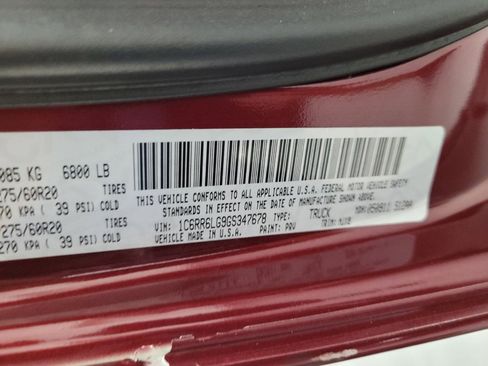 085 KG 6800 LB
275/60R20 TIRES
270 KPA ( 39 PSI) COLD
275/60R20 TIRES
270 KPA ( 39 PSI) COLD
THIS VEHICLE CONFORMS TO ALL APPLICABLE U.S.A. FEDERAL MOTOR VEHICLE SAFETY
STANDARDS IN EFFECT ON THE DATE OF MANUFACTURE SHOWN ABOVE.
VIN: 1C6RR6LG9GS347678 TRUCK
VEHICLE MADE IN U.S.A. PAINT: PRV TRIM: